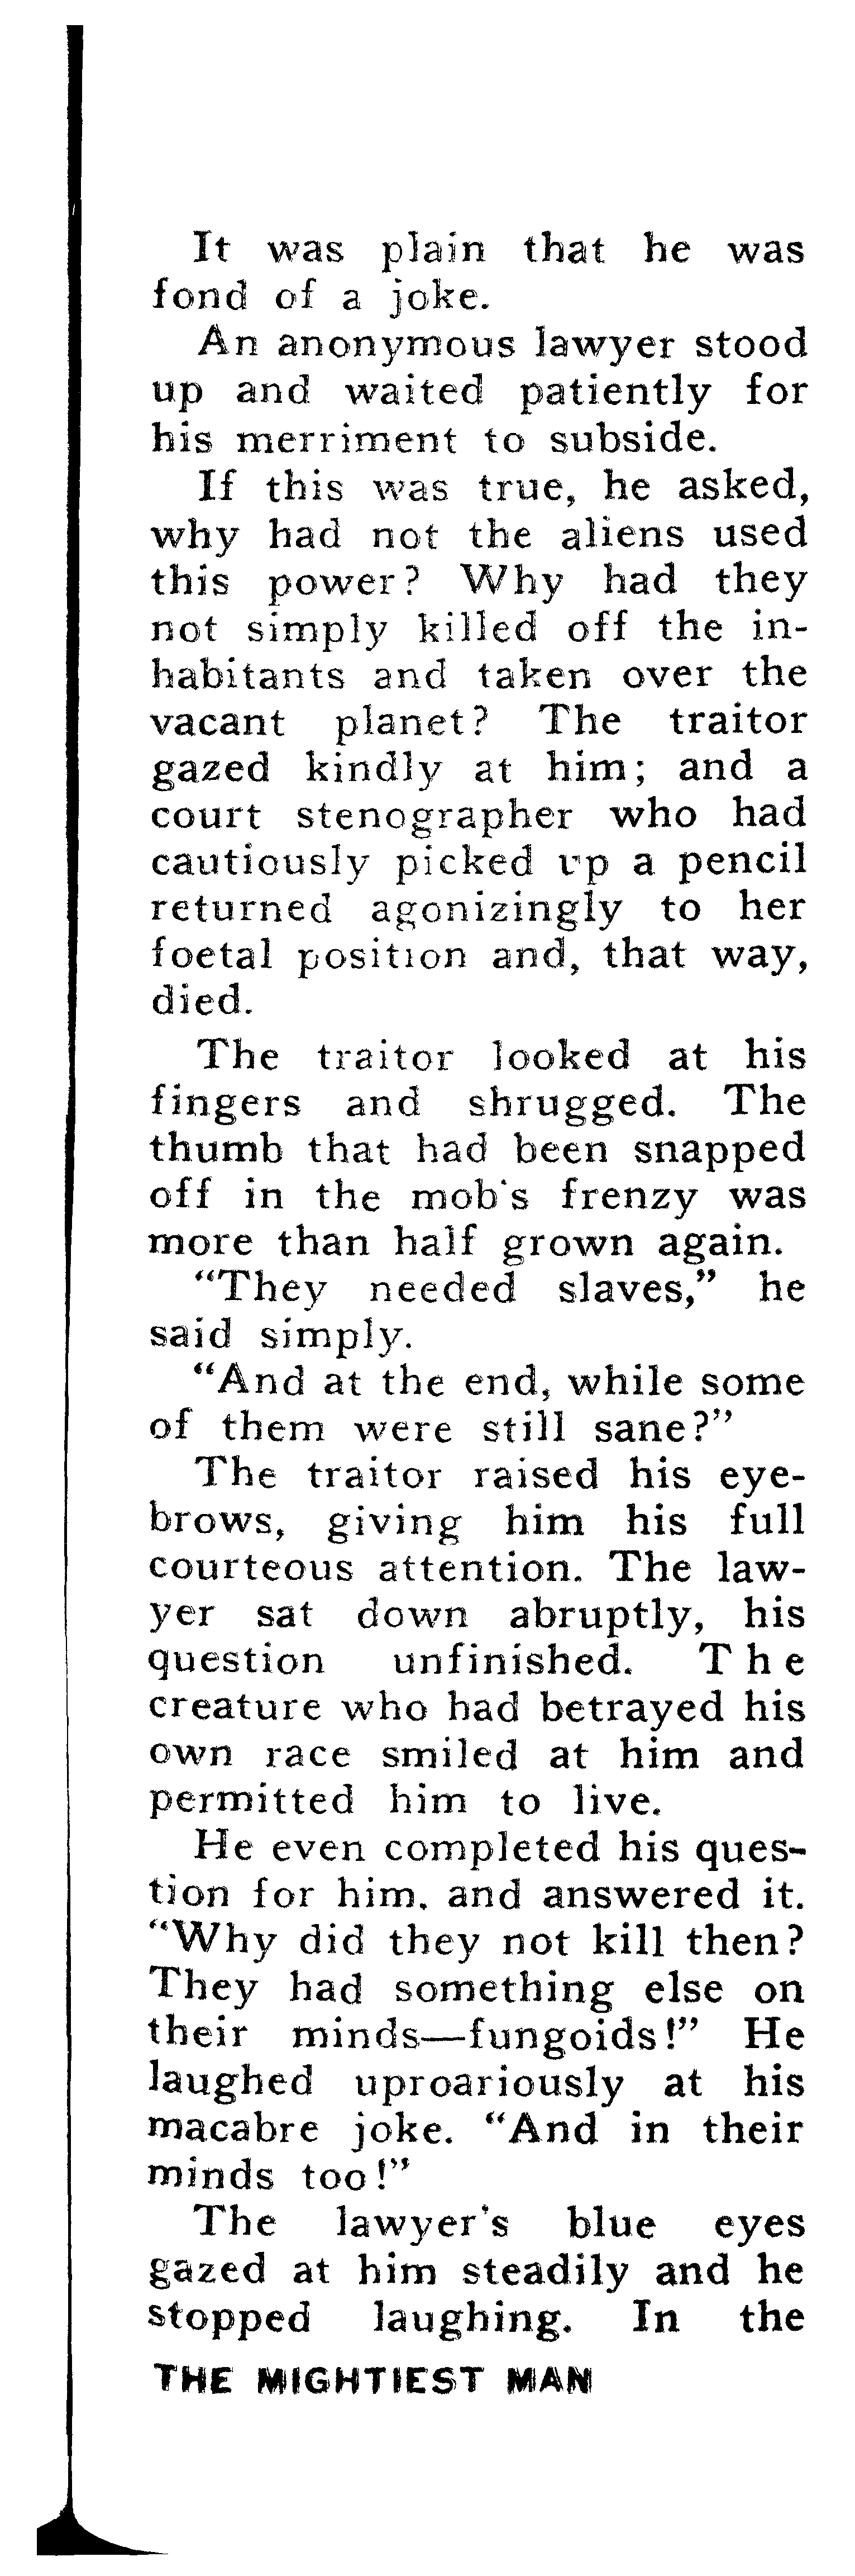 It was plain that he was
fond of a joke.
An anonymous lawyer stood
up and waited patiently for
his merriment to subside.
If this was true, he asked,
why had not the aliens used
this power? Why had they
not simply killed off the in-
habitants and taken over the
vacant planet? The traitor
gazed kindly at him; and a
court stenographer who had
cautiously picked up a pencil
returned agonizingly to her
foetal position and, that way,
died.
The traitor looked at his
fingers and shrugged. The
thumb that had been snapped
off in the mob's frenzy was
more than half grown again.
“They needed slaves,” he
said simply.
“And at the end, while some
of them were still sane?”
The traitor raised his eye-
brows, giving him his full
courteous attention. The law-
yer sat down abruptly, his
question unfinished. The
creature who had betrayed his
own race smiled at him and
permitted him to live.
He even completed his ques-
tion for him. and answered it.
“Why did they not kill then?
They had something else on
their minds—fungoids!” He
laughed uproariously at his
macabre joke. “And in their
minds too!”
The lawyer's blue eyes
gazed at him steadily and he
stopped laughing. In the
THE MIGHTIEST MAN